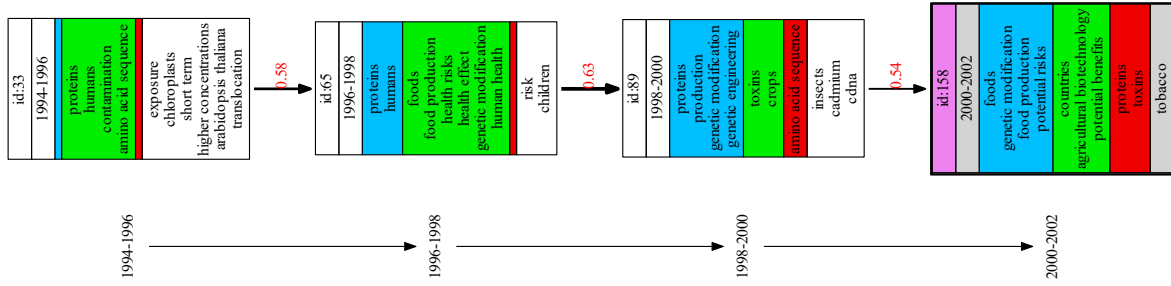 id:33
1994-1996
proteins
humans
contamination
amino acid sequence
exposure
chloroplasts
short term
higher concentrations
arabidopsis thaliana
translocation
0.58
id:65
1996-1998
proteins
humans
foods
food production
health risks
health effect
genetic modification
human health
risk
children
0.63
id:89
1998-2000
proteins
production
genetic modification
genetic engineering
toxins
crops
amino acid sequence
insects
cadmium
cdna
0.54
id:158
2000-2002
foods
genetic modification
food production
potential risks
countries
agricultural biotechnology
potential benefits
proteins
toxins
tobacco
1994-1996
1996-1998
1998-2000
2000-2002